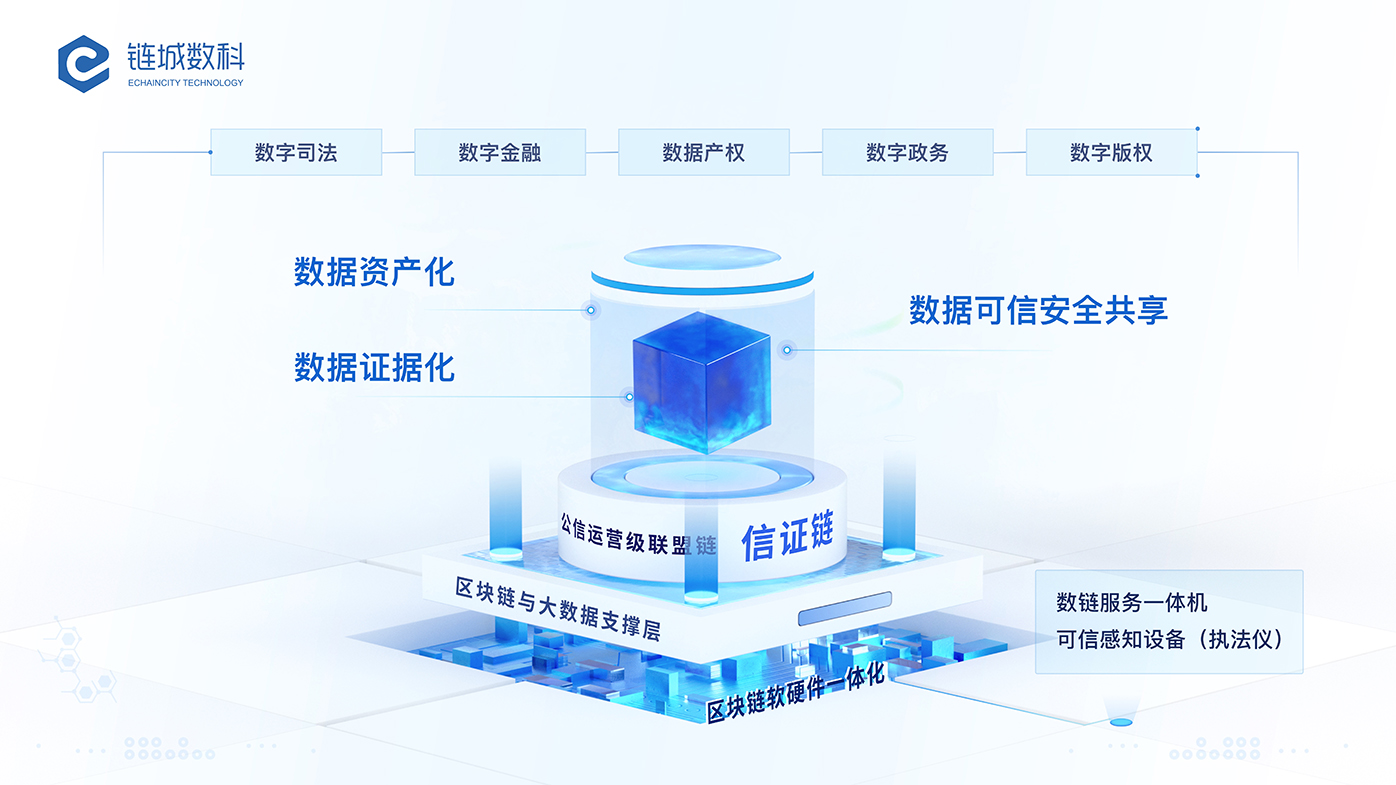 链城数科
ECHAINCITY TECHNOLOGY
数字司法
数字金融
数据产权
数字政务
数字版权
数据资产化
数据可信安全共享
数据证据化
公信运营级联盟链
信证链
区块链与大数据支撑层
区块链软硬件一体化
数链服务一体机
可信感知设备（执法仪）